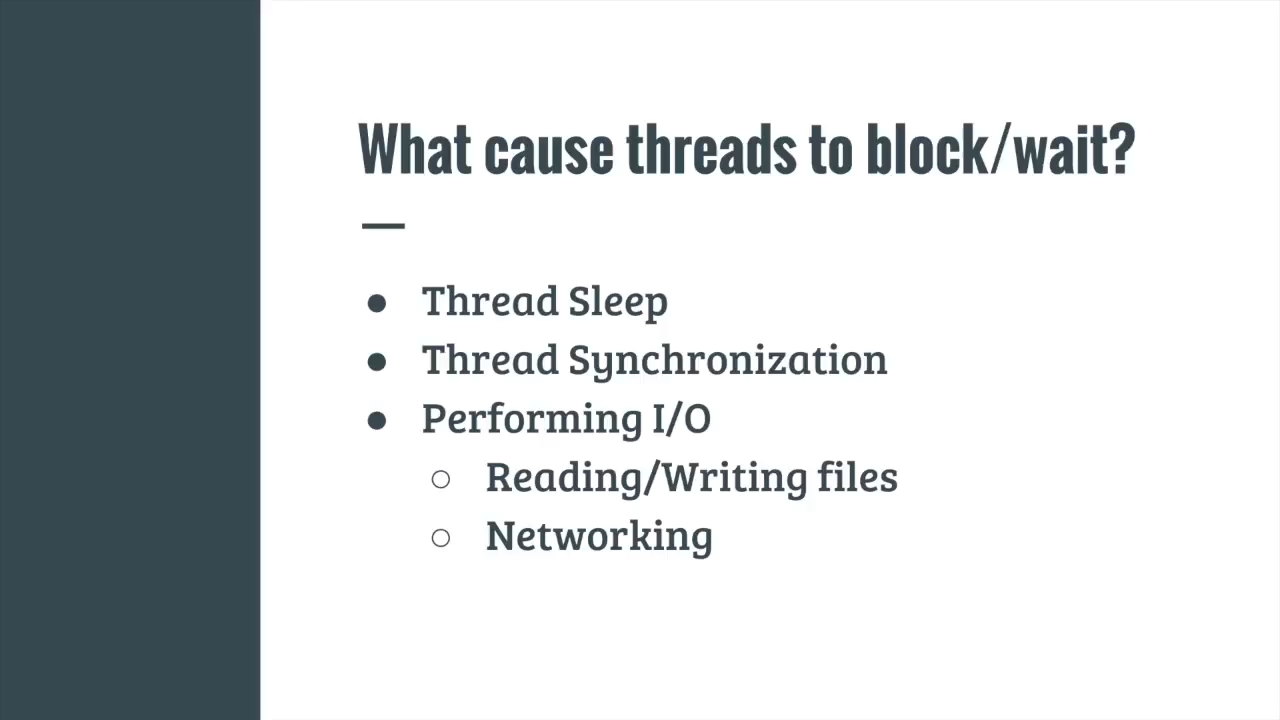 What cause threads to block/wait?
● Thread Sleep
● Thread Synchronization
● Performing I/O
○ Reading/Writing files
○ Networking